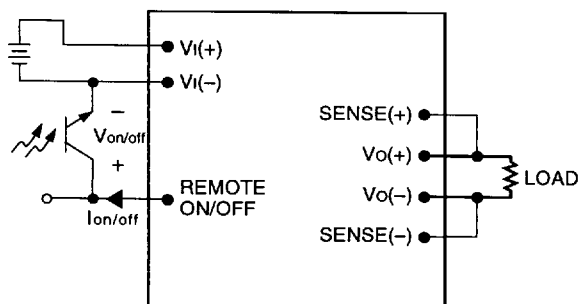 VI(+)
VI(−)
−
Von/off
+
REMOTE
ON/OFF
Ion/off
SENSE(+)
VO(+)
LOAD
VO(−)
SENSE(−)